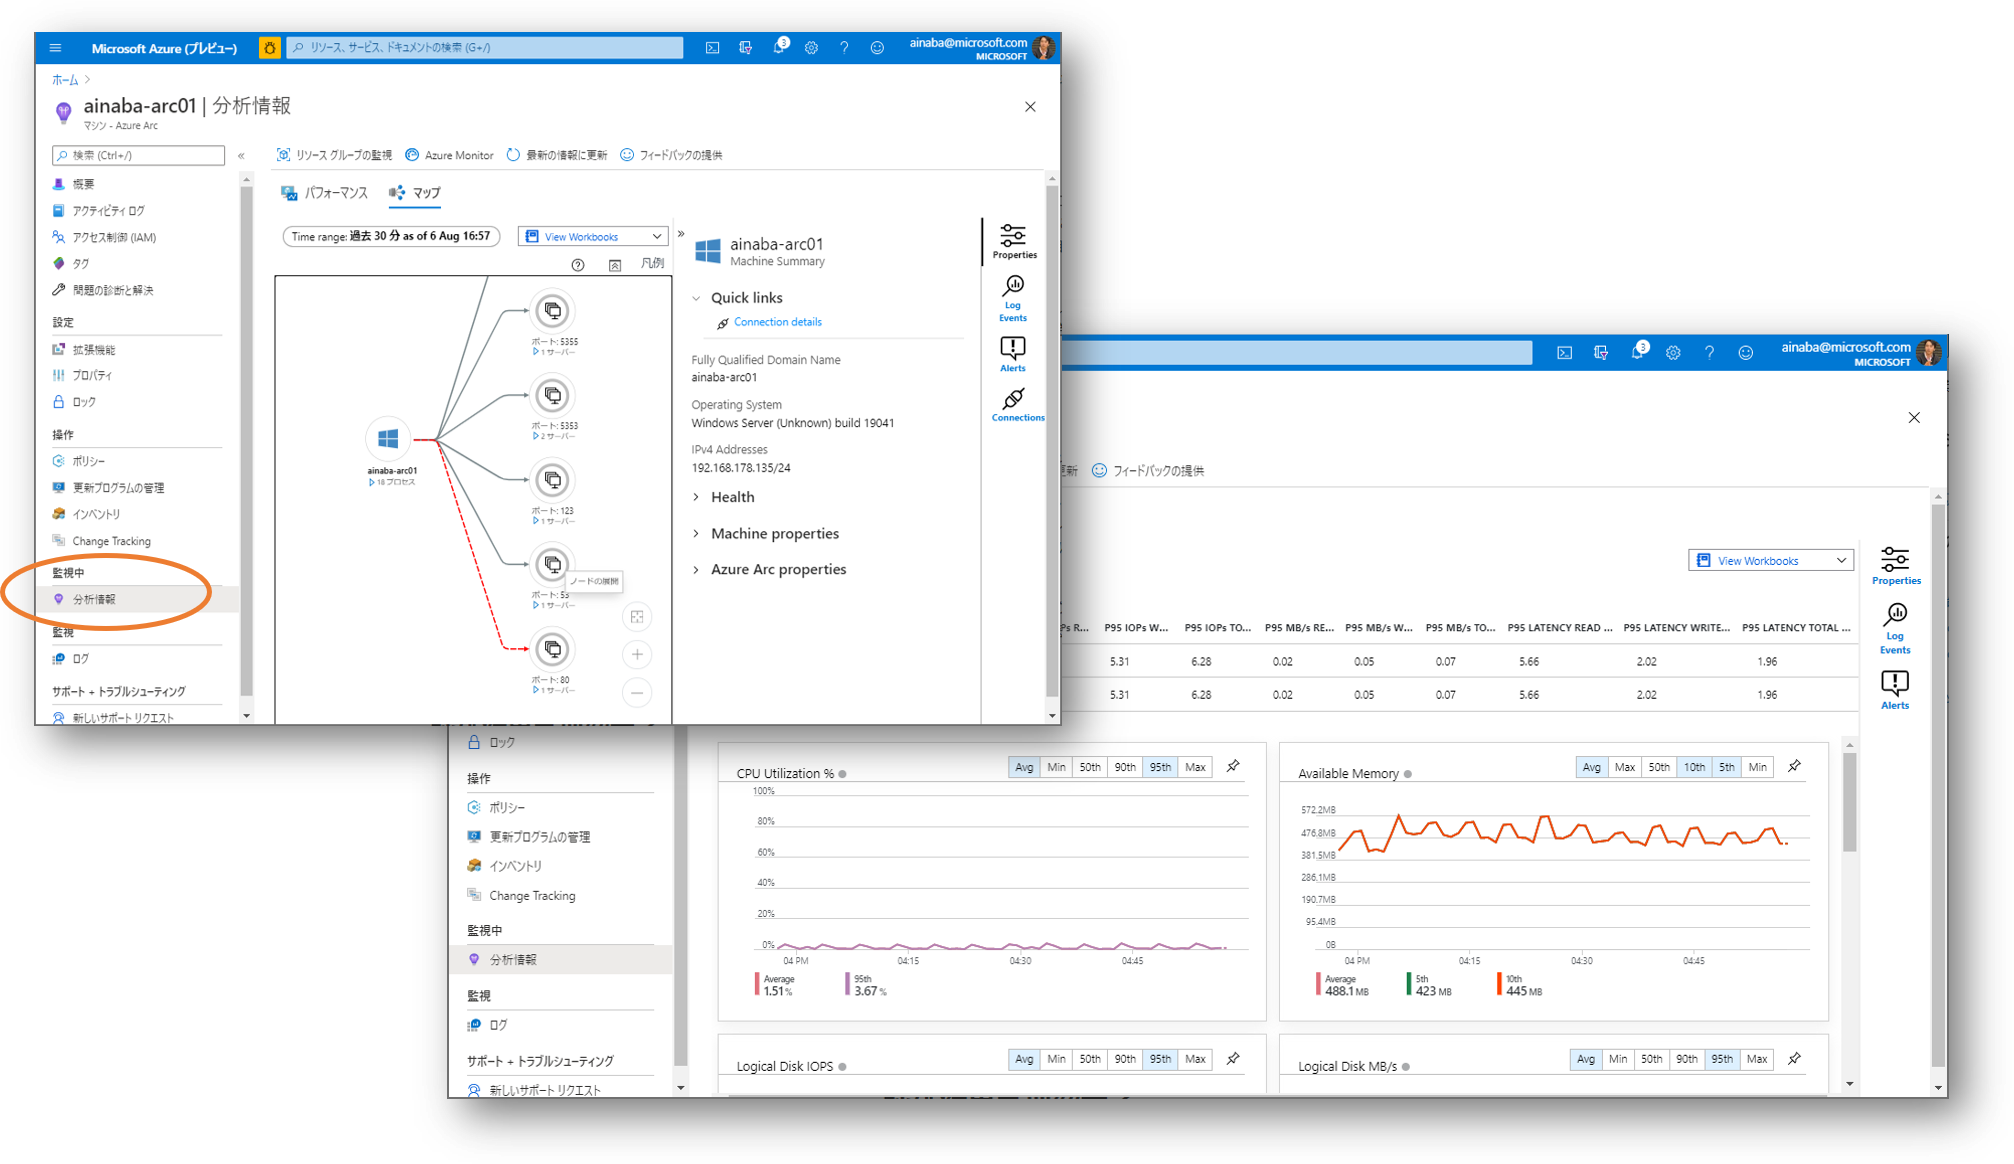 Microsoft Azure (プレビュー)
リソース、サービス、ドキュメントの検索 (G+/)
3
ainaba@microsoft.com
MICROSOFT
ホーム
ainaba-arc01 | 分析情報
マシン - Azure Arc
検索 (Ctrl+/)
概要
アクティビティ ログ
アクセス制御 (IAM)
タグ
問題の診断と解決
設定
拡張機能
プロパティ
ロック
操作
ポリシー
更新プログラムの管理
インベントリ
Change Tracking
監視中
分析情報
監視
ログ
サポート + トラブルシューティング
新しいサポート リクエスト
リソース グループの監視
Azure Monitor
最新の情報に更新
フィードバックの提供
パフォーマンス
マップ
Time range: 過去 30 分 as of 6 Aug 16:57
View Workbooks
凡例
ainaba-arc01
18 プロセス
ポート: 5355
1 サーバー
ポート: 5353
2 サーバー
ポート: 123
1 サーバー
ノードの展開
ポート: 53
1 サーバー
ポート: 80
1 サーバー
ainaba-arc01
Machine Summary
Quick links
Connection details
Fully Qualified Domain Name
ainaba-arc01
Operating System
Windows Server (Unknown) build 19041
IPv4 Addresses
192.168.178.135/24
Health
Machine properties
Azure Arc properties
Properties
Log
Events
Alerts
Connections
3
ainaba@microsoft.com
MICROSOFT
更新
フィードバックの提供
View Workbooks
Properties
Log
Events
Alerts
Ps R... P95 IOPs W... P95 IOPs TO... P95 MB/s RE... P95 MB/s W... P95 MB/s TO... P95 LATENCY READ ... P95 LATENCY WRITE... P95 LATENCY TOTAL ...
5.31 6.28 0.02 0.05 0.07 5.66 2.02 1.96
5.31 6.28 0.02 0.05 0.07 5.66 2.02 1.96
ロック
操作
ポリシー
更新プログラムの管理
インベントリ
Change Tracking
監視中
分析情報
監視
ログ
サポート + トラブルシューティング
新しいサポート リクエスト
CPU Utilization %
Avg Min 50th 90th 95th Max
100%
80%
60%
40%
20%
0%
04 PM 04:15 04:30 04:45
Average
1.51%
95th
3.67 %
Available Memory
Avg Max 50th 10th 5th Min
572.2MB
476.8MB
381.5MB
286.1MB
190.7MB
95.4MB
0B
04 PM 04:15 04:30 04:45
Average
488.1 MB
5th
423 MB
10th
445 MB
Logical Disk IOPS
Avg Min 50th 90th 95th Max
Logical Disk MB/s
Avg Min 50th 90th 95th Max